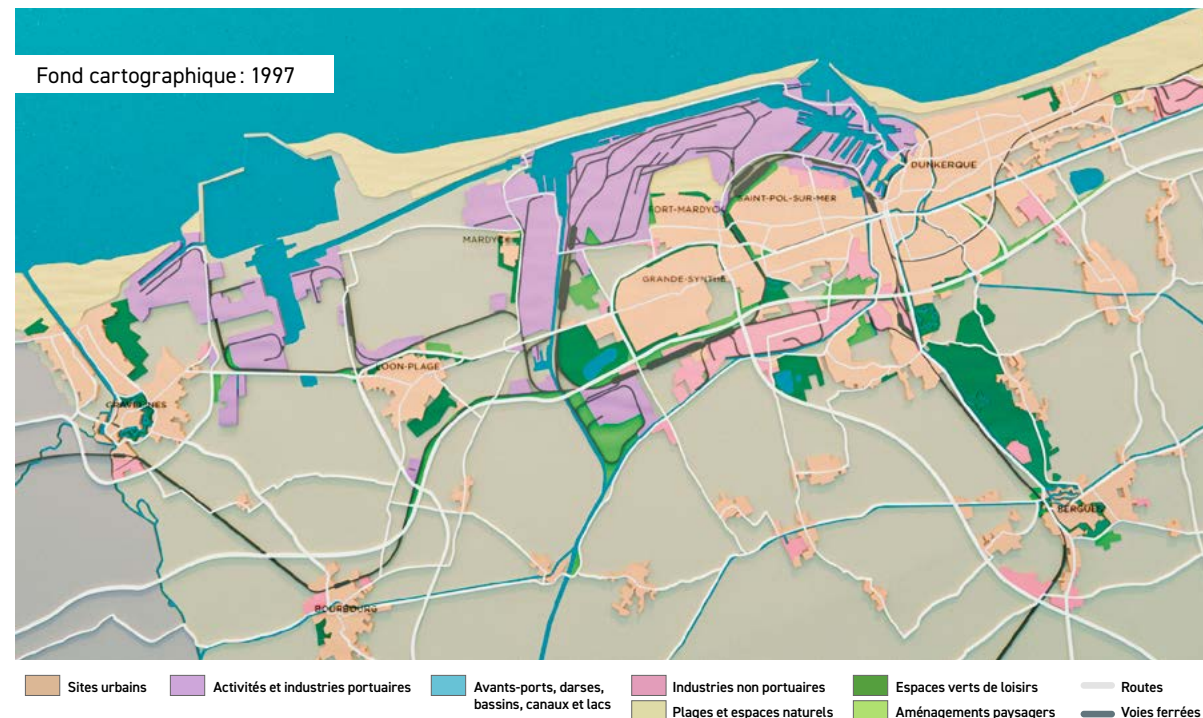 Fond cartographique : 1997
DUNKERQUE
SAINT-POL-SUR-MER
FORT-MARDYCK
MARDYCK
GRANDE-SYNTHE
LOON-PLAGE
GRAVELINES
BERGUES
BOURBOURG
Sites urbains
Activités et industries portuaires
Avants-ports, darses,
bassins, canaux et lacs
Industries non portuaires
Plages et espaces naturels
Espaces verts de loisirs
Aménagements paysagers
Routes
Voies ferrées